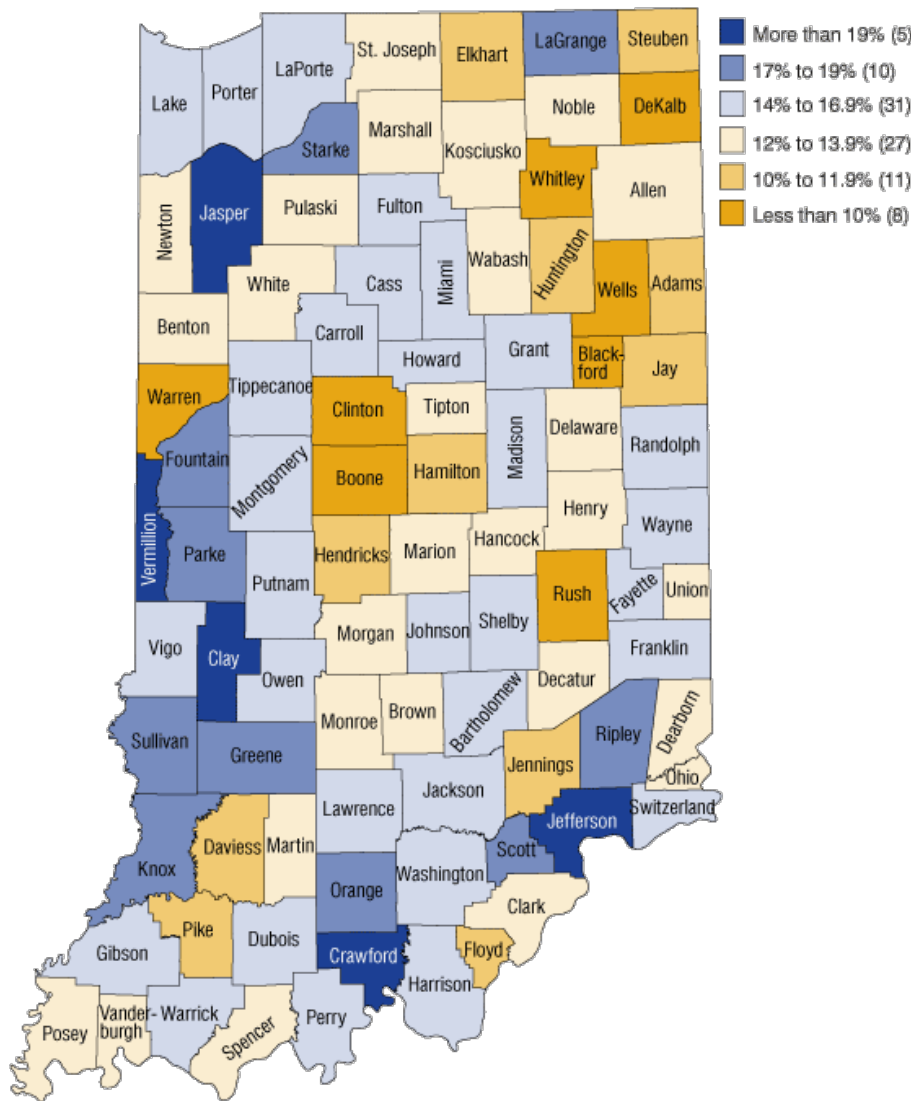 St. Joseph
Elkhart
LaGrange
Steuben
LaPorte
Porter
Lake
Noble
DeKalb
Marshall
Starke
Kosciusko
Whitley
Allen
Jasper
Pulaski
Fulton
Newton
Wabash
Huntington
White
Cass
Miami
Wells
Adams
Benton
Carroll
Grant
Howard
Black-
ford
Jay
Warren
Tippecanoe
Clinton
Tipton
Madison
Delaware
Randolph
Fountain
Montgomery
Boone
Hamilton
Henry
Wayne
Vermillion
Parke
Putnam
Hendricks
Marion
Hancock
Rush
Fayette
Union
Vigo
Clay
Owen
Morgan
Johnson
Shelby
Franklin
Decatur
Monroe
Brown
Bartholomew
Dearborn
Ripley
Sullivan
Greene
Jennings
Ohio
Lawrence
Jackson
Switzerland
Jefferson
Knox
Daviess
Martin
Scott
Orange
Washington
Clark
Pike
Dubois
Gibson
Crawford
Floyd
Harrison
Posey
Vander-
burgh
Warrick
Spencer
Perry
More than 19% (5)
17% to 19% (10)
14% to 16.9% (31)
12% to 13.9% (27)
10% to 11.9% (11)
Less than 10% (8)